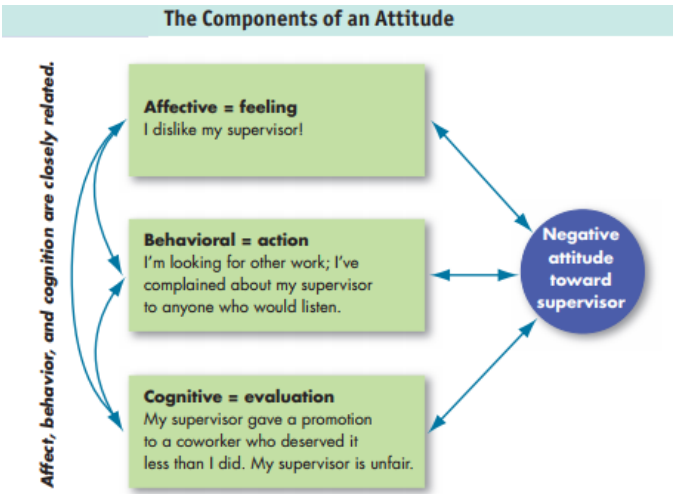 The Components of an Attitude
Affect, behavior, and cognition are closely related.
Affective = feeling
I dislike my supervisor!
Behavioral = action
I'm looking for other work; I've
complained about my supervisor
to anyone who would listen.
Cognitive = evaluation
My supervisor gave a promotion
to a coworker who deserved it
less than I did. My supervisor is unfair.
Negative
attitude
toward
supervisor